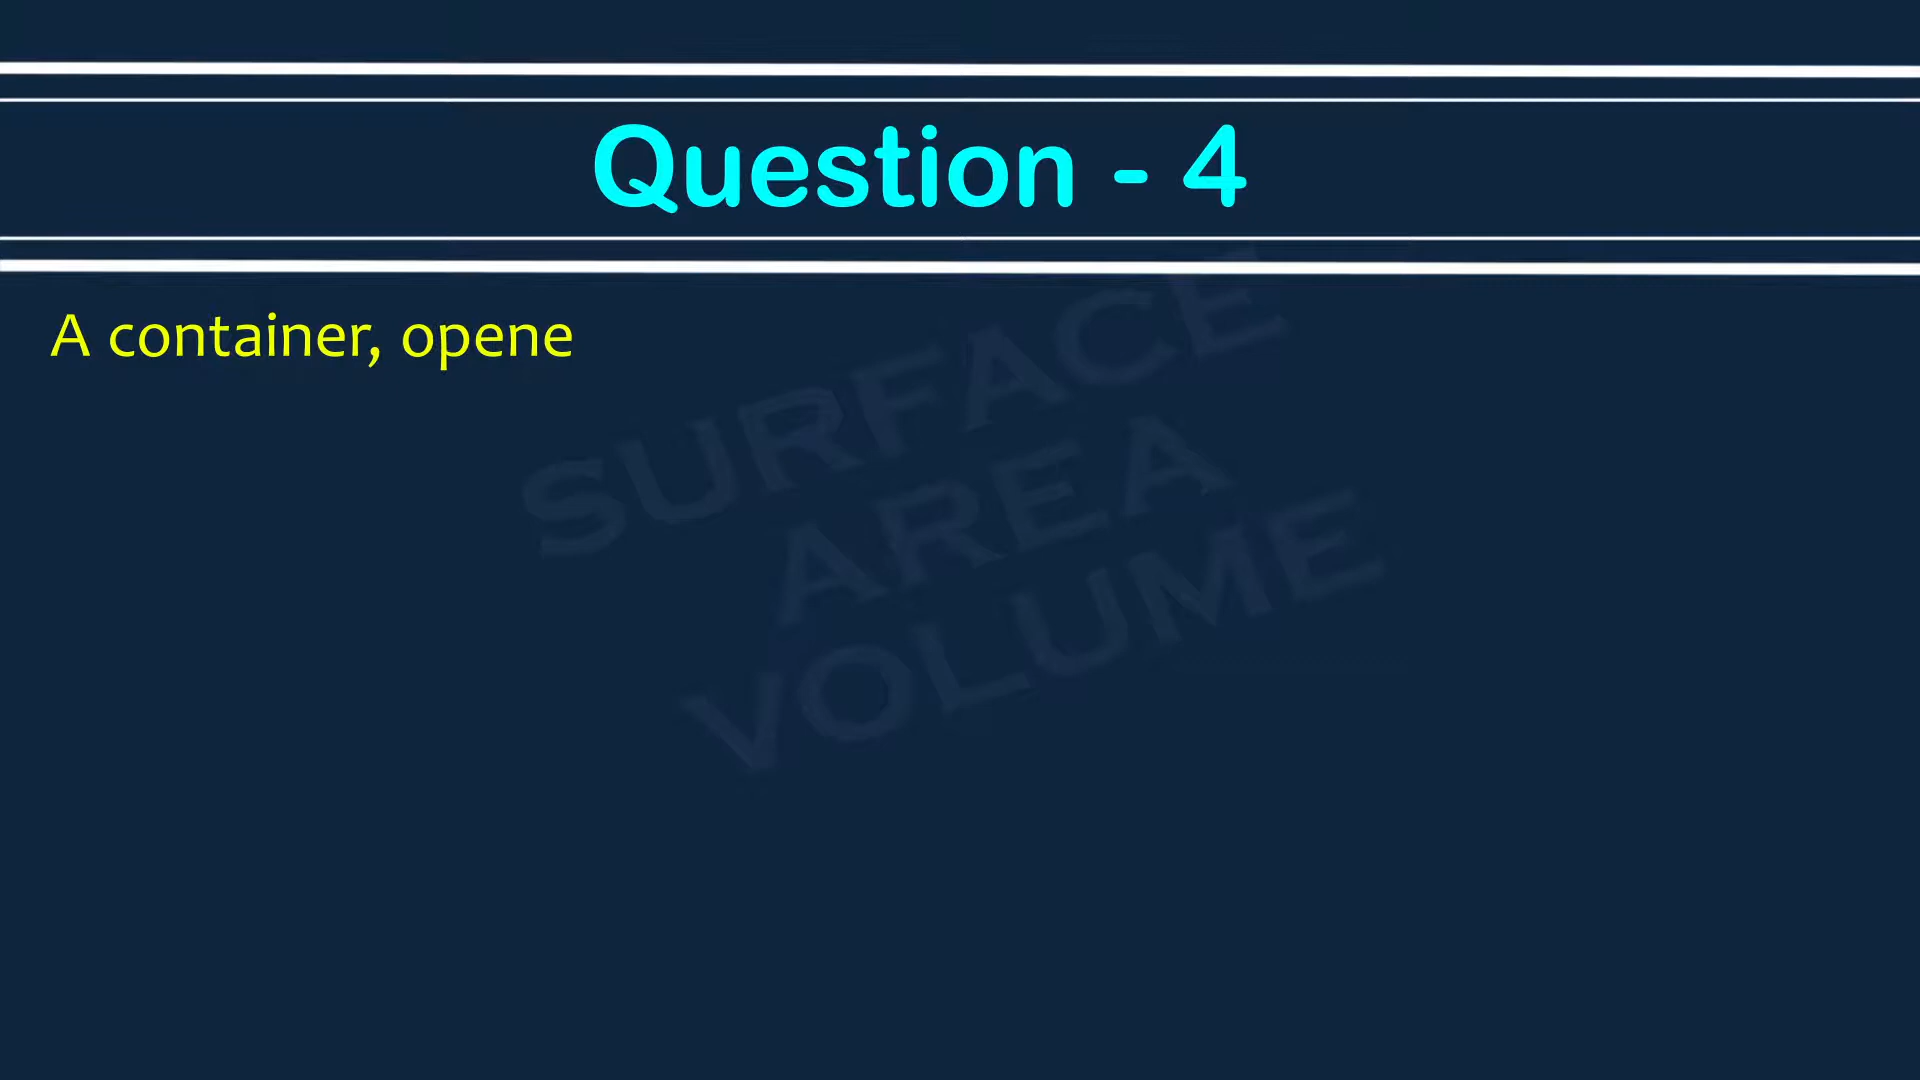 Question - 4
A container, opene
SURFACE
AREA
VOLUME